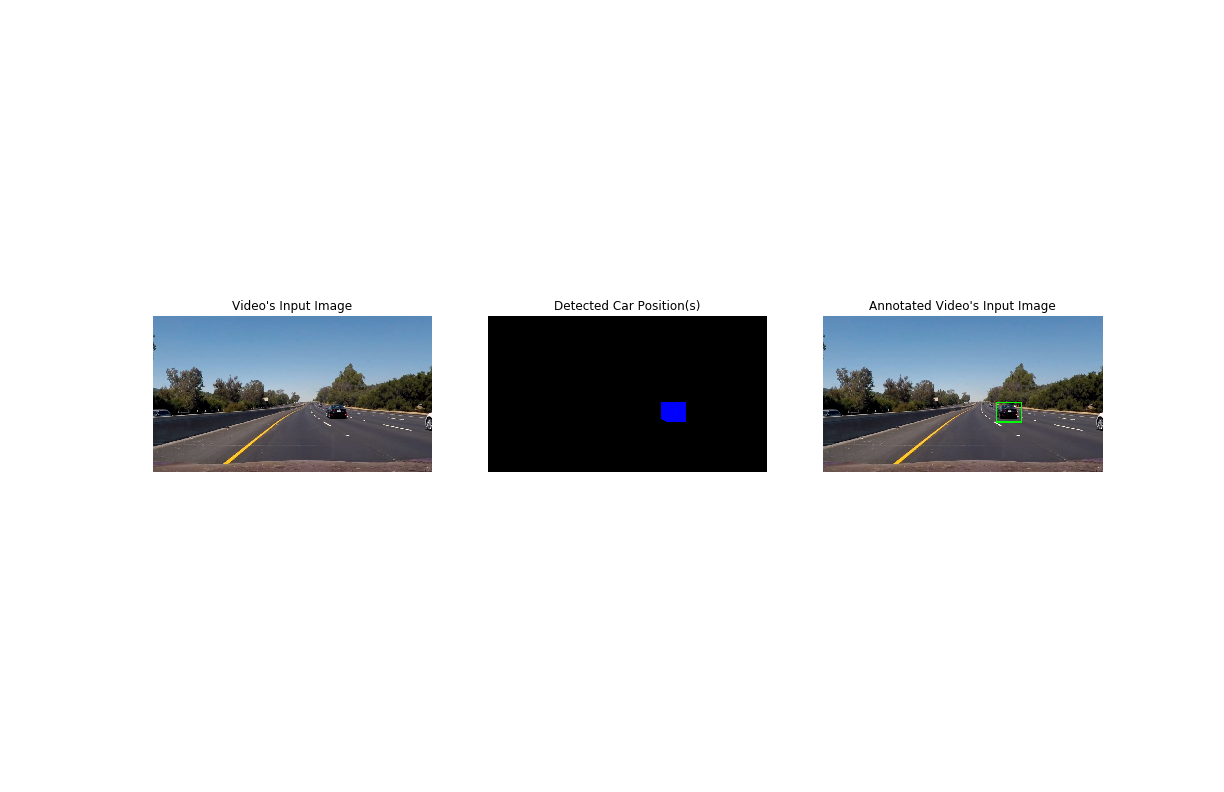 Video's Input Image
Detected Car Position(s)
Annotated Video's Input Image